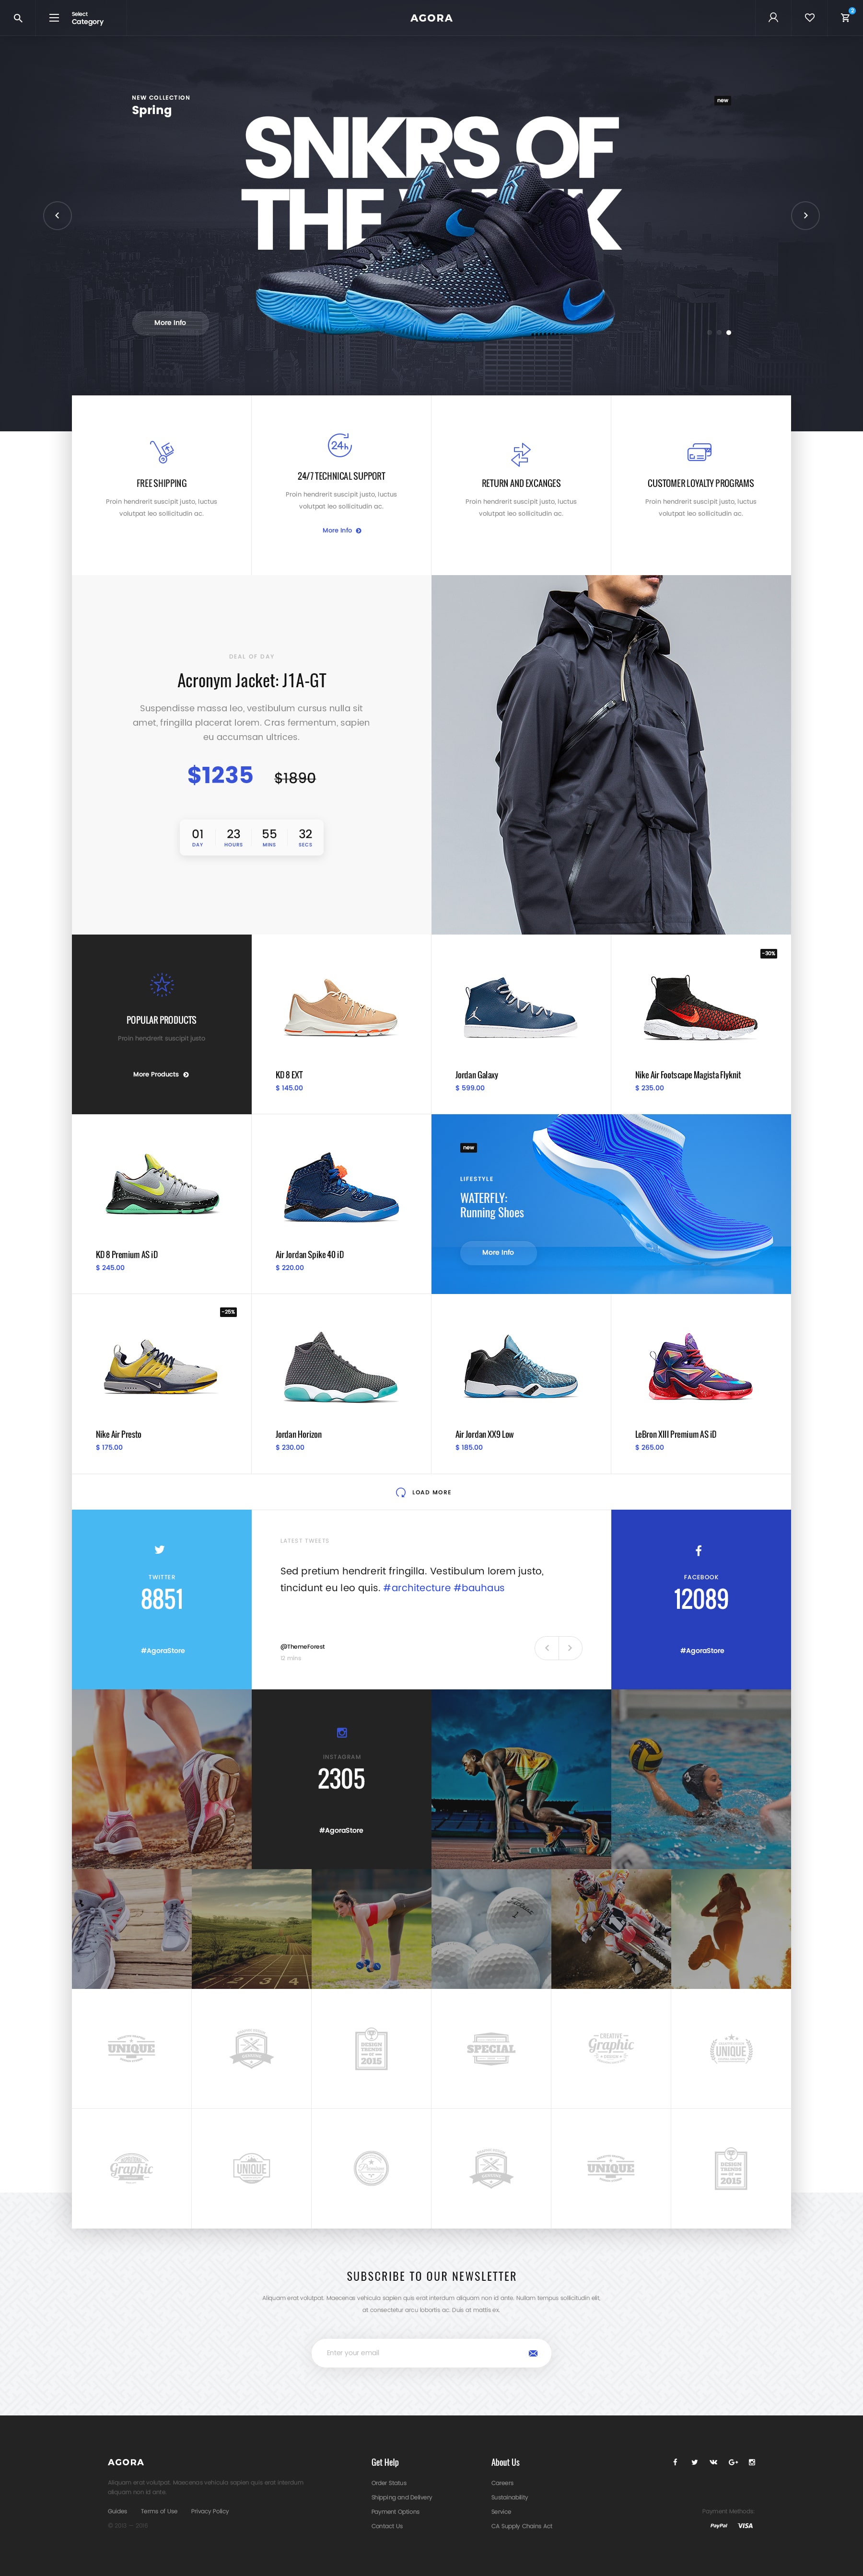 Select
Category
AGORA
2
NEW COLLECTION
Spring
new
SNKRS OF
THE
More Info
FREE SHIPPING
Proin hendrerit suscipit justo, luctus
volutpat leo sollicitudin ac.
24h
24/7 TECHNICAL SUPPORT
Proin hendrerit suscipit justo, luctus
volutpat leo sollicitudin ac.
More Info
RETURN AND EXCANGES
Proin hendrerit suscipit justo, luctus
volutpat leo sollicitudin ac.
CUSTOMER LOYALTY PROGRAMS
Proin hendrerit suscipit justo, luctus
volutpat leo sollicitudin ac.
DEAL OF DAY
Acronym Jacket: J1A-GT
Suspendisse massa leo, vestibulum cursus nulla sit
amet, fringilla placerat lorem. Cras fermentum, sapien
eu accumsan ultrices.
$1235 $1890
01 23 55 32
DAY HOURS MINS SECS
POPULAR PRODUCTS
Proin hendrerit suscipit justo
More Products
KD 8 EXT
$ 145.00
Jordan Galaxy
$ 599.00
-30%
Nike Air Footscape Magista Flyknit
$ 235.00
KD 8 Premium AS iD
$ 245.00
Air Jordan Spike 40 iD
$ 220.00
new
LIFESTYLE
WATERFLY:
Running Shoes
More Info
-25%
Nike Air Presto
$ 175.00
Jordan Horizon
$ 230.00
Air Jordan XX9 Low
$ 185.00
LeBron XIII Premium AS iD
$ 265.00
LOAD MORE
TWITTER
8851
#AgoraStore
LATEST TWEETS
Sed pretium hendrerit fringilla. Vestibulum lorem justo,
tincidunt eu leo quis. #architecture #bauhaus
@ThemeForest
12 mins
FACEBOOK
12089
#AgoraStore
INSTAGRAM
2305
#AgoraStore
5
1 2 3 4
Titleist
UNIQUE
DESIGN
TRENDS
2015
SPECIAL
CREATIVE
Graphic
DESIGN
UNIQUE
Graphic
UNIQUE
Premium
UNIQUE
DESIGN
TRENDS
2015
SUBSCRIBE TO OUR NEWSLETTER
Aliquam erat volutpat. Maecenas vehicula sapien quis erat interdum aliquam non id ante. Nullam tempus sollicitudin elit,
at consectetur arcu lobortis ac. Duis at mattis ex.
Enter your email
AGORA
Aliquam erat volutpat. Maecenas vehicula sapien quis erat interdum
aliquam non id ante.
Guides Terms of Use Privacy Policy
Get Help
Order Status
Shipping and Delivery
Payment Options
Contact Us
About Us
Careers
Sustainability
Service
CA Supply Chains Act
Payment Methods
PayPal VISA